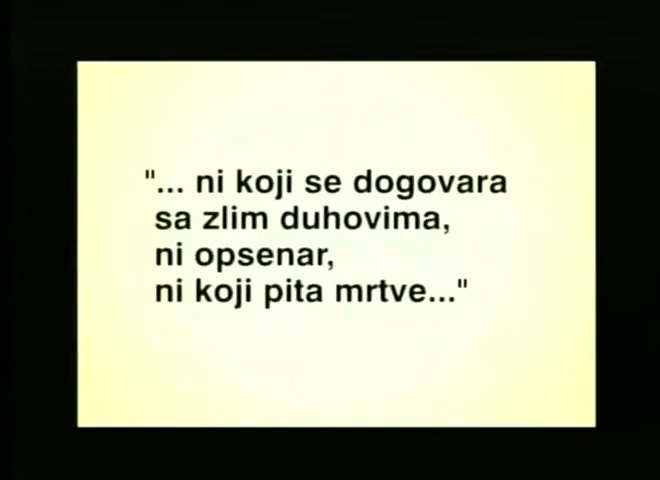 "... ni koji se dogovara
sa zlim duhovima,
ni opsenar,
ni koji pita mrtve..."